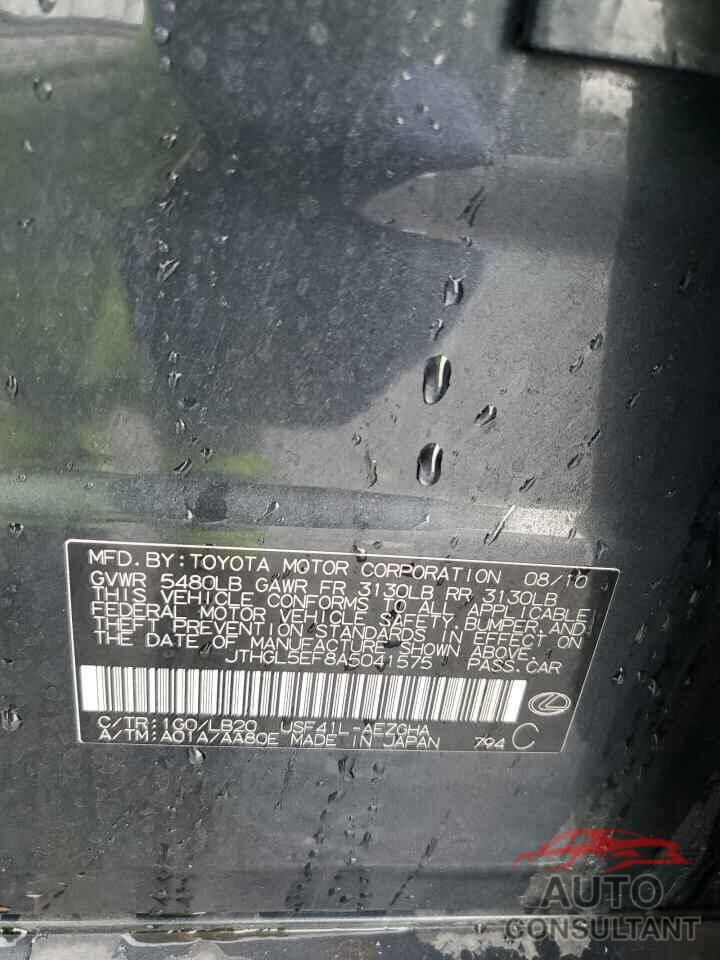 MFD. BY: TOYOTA MOTOR CORPORATION 08/10
GVWR 5480LB GAWR FR 3130LB RR 3130LB
THIS VEHICLE CONFORMS TO ALL APPLICABLE
FEDERAL MOTOR VEHICLE SAFETY, BUMPER, AND
THEFT PREVENTION STANDARDS IN EFFECT ON
THE DATE OF MANUFACTURE SHOWN ABOVE.
JTHGL5EF8A5041575 PASS. CAR
C/TR: 1G0/LB20 USF41L-AEZGHA
A/TM: A01A/AA80E MADE IN JAPAN 794 C
AUTO
CONSULTANT